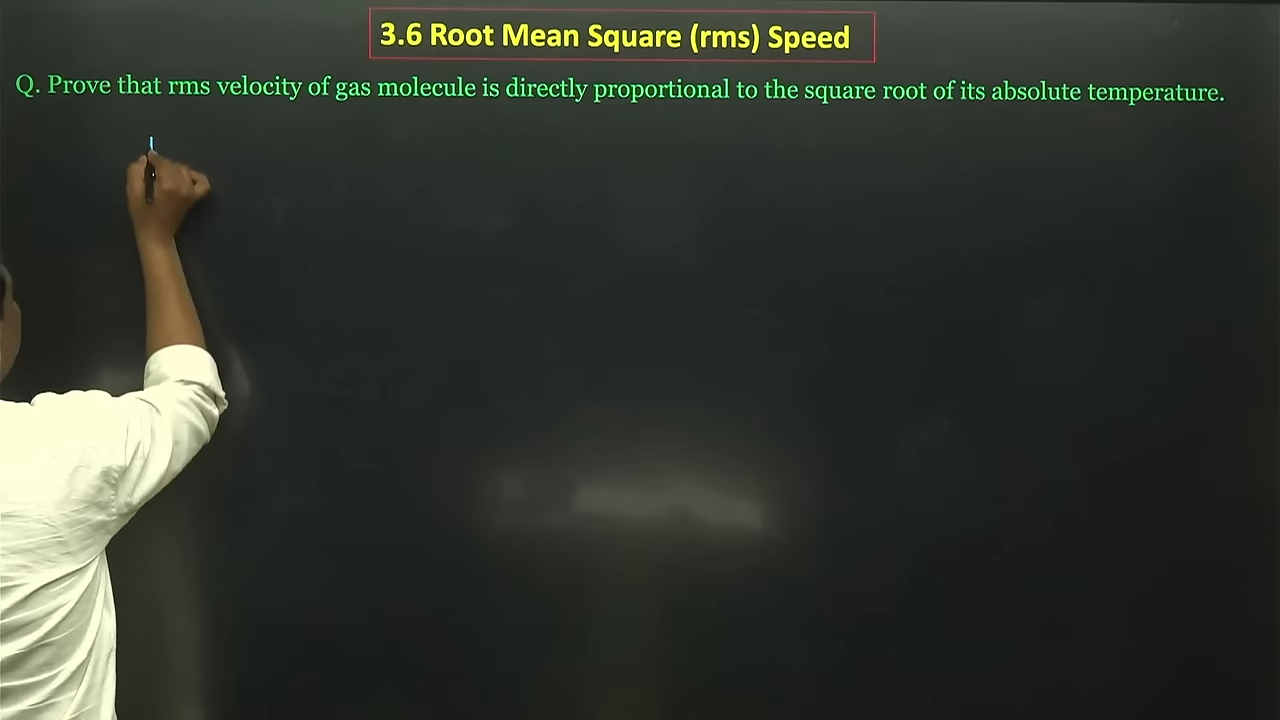 3.6 Root Mean Square (rms) Speed
Q. Prove that rms velocity of gas molecule is directly proportional to the square root of its absolute temperature.